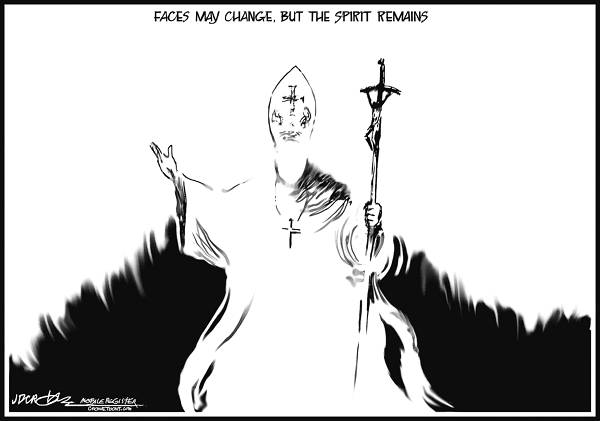 FACES MAY CHANGE, BUT THE SPIRIT REMAINS
MOBILE REGISTER